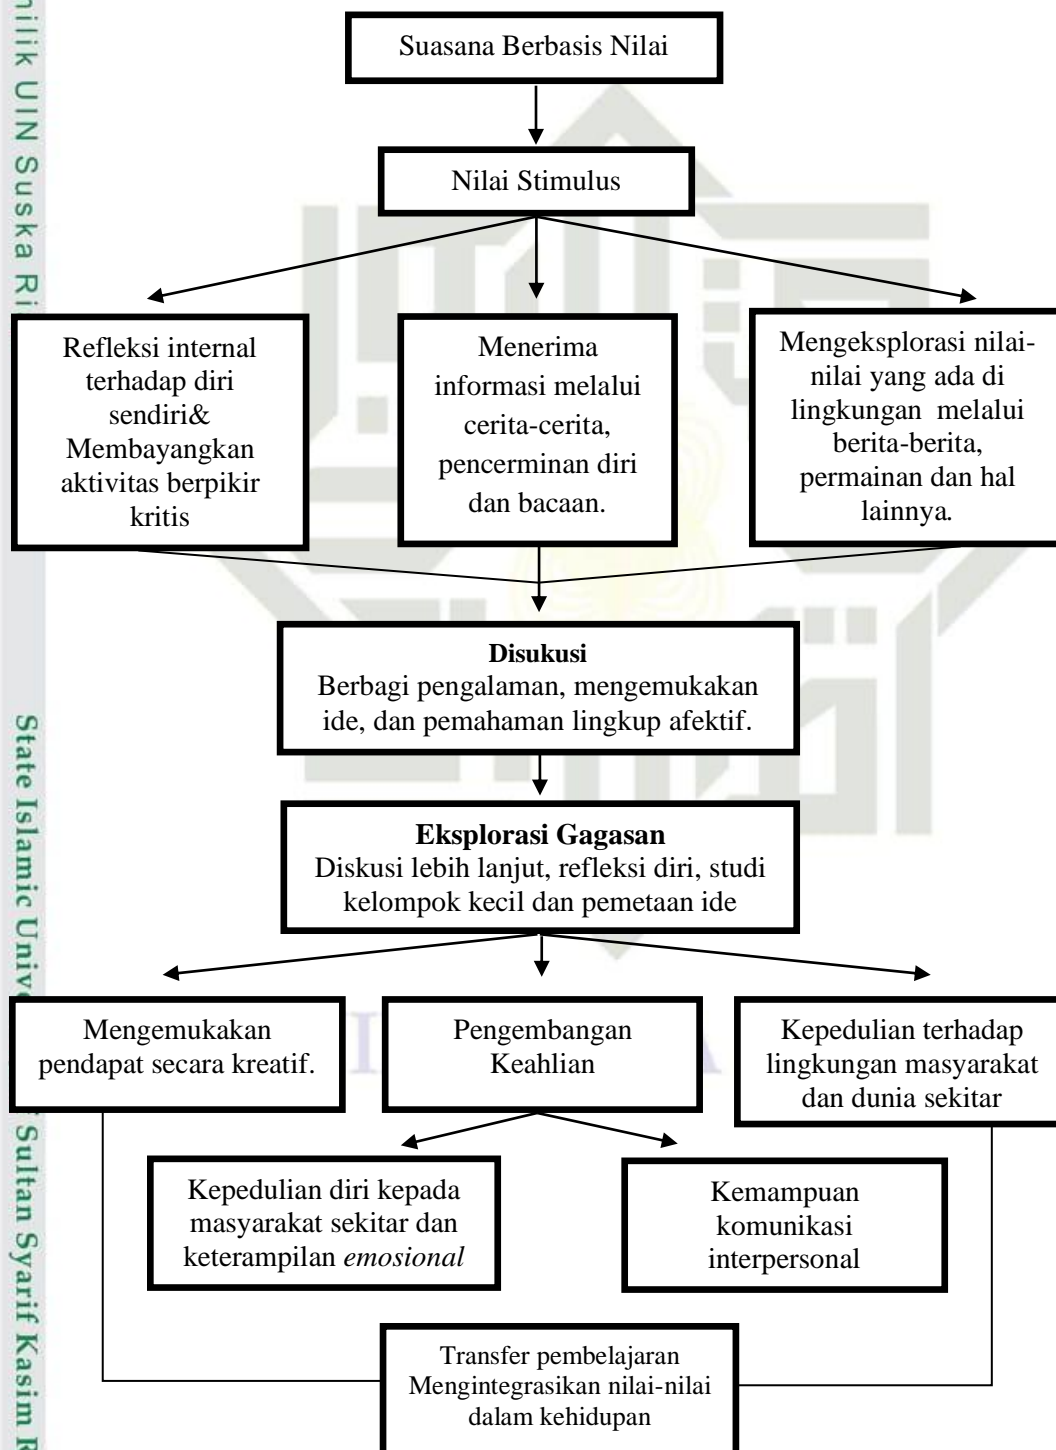 milik UIN Suska Ri
State Islamic Unive
Sultan Syarif Kasim R
Suasana Berbasis Nilai
Nilai Stimulus
Refleksi internal
terhadap diri
sendiri&
Membayangkan
aktivitas berpikir
kritis
Menerima
informasi melalui
cerita-cerita,
pencerminan diri
dan bacaan.
Mengeksplorasi nilai-
nilai yang ada di
lingkungan melalui
berita-berita,
permainan dan hal
lainnya.
Disukusi
Berbagi pengalaman, mengemukakan
ide, dan pemahaman lingkup afektif.
Eksplorasi Gagasan
Diskusi lebih lanjut, refleksi diri, studi
kelompok kecil dan pemetaan ide
Mengemukakan
pendapat secara kreatif.
Pengembangan
Keahlian
Kepedulian terhadap
lingkungan masyarakat
dan dunia sekitar
Kepedulian diri kepada
masyarakat sekitar dan
keterampilan emosional
Kemampuan
komunikasi
interpersonal
Transfer pembelajaran
Mengintegrasikan nilai-nilai
dalam kehidupan